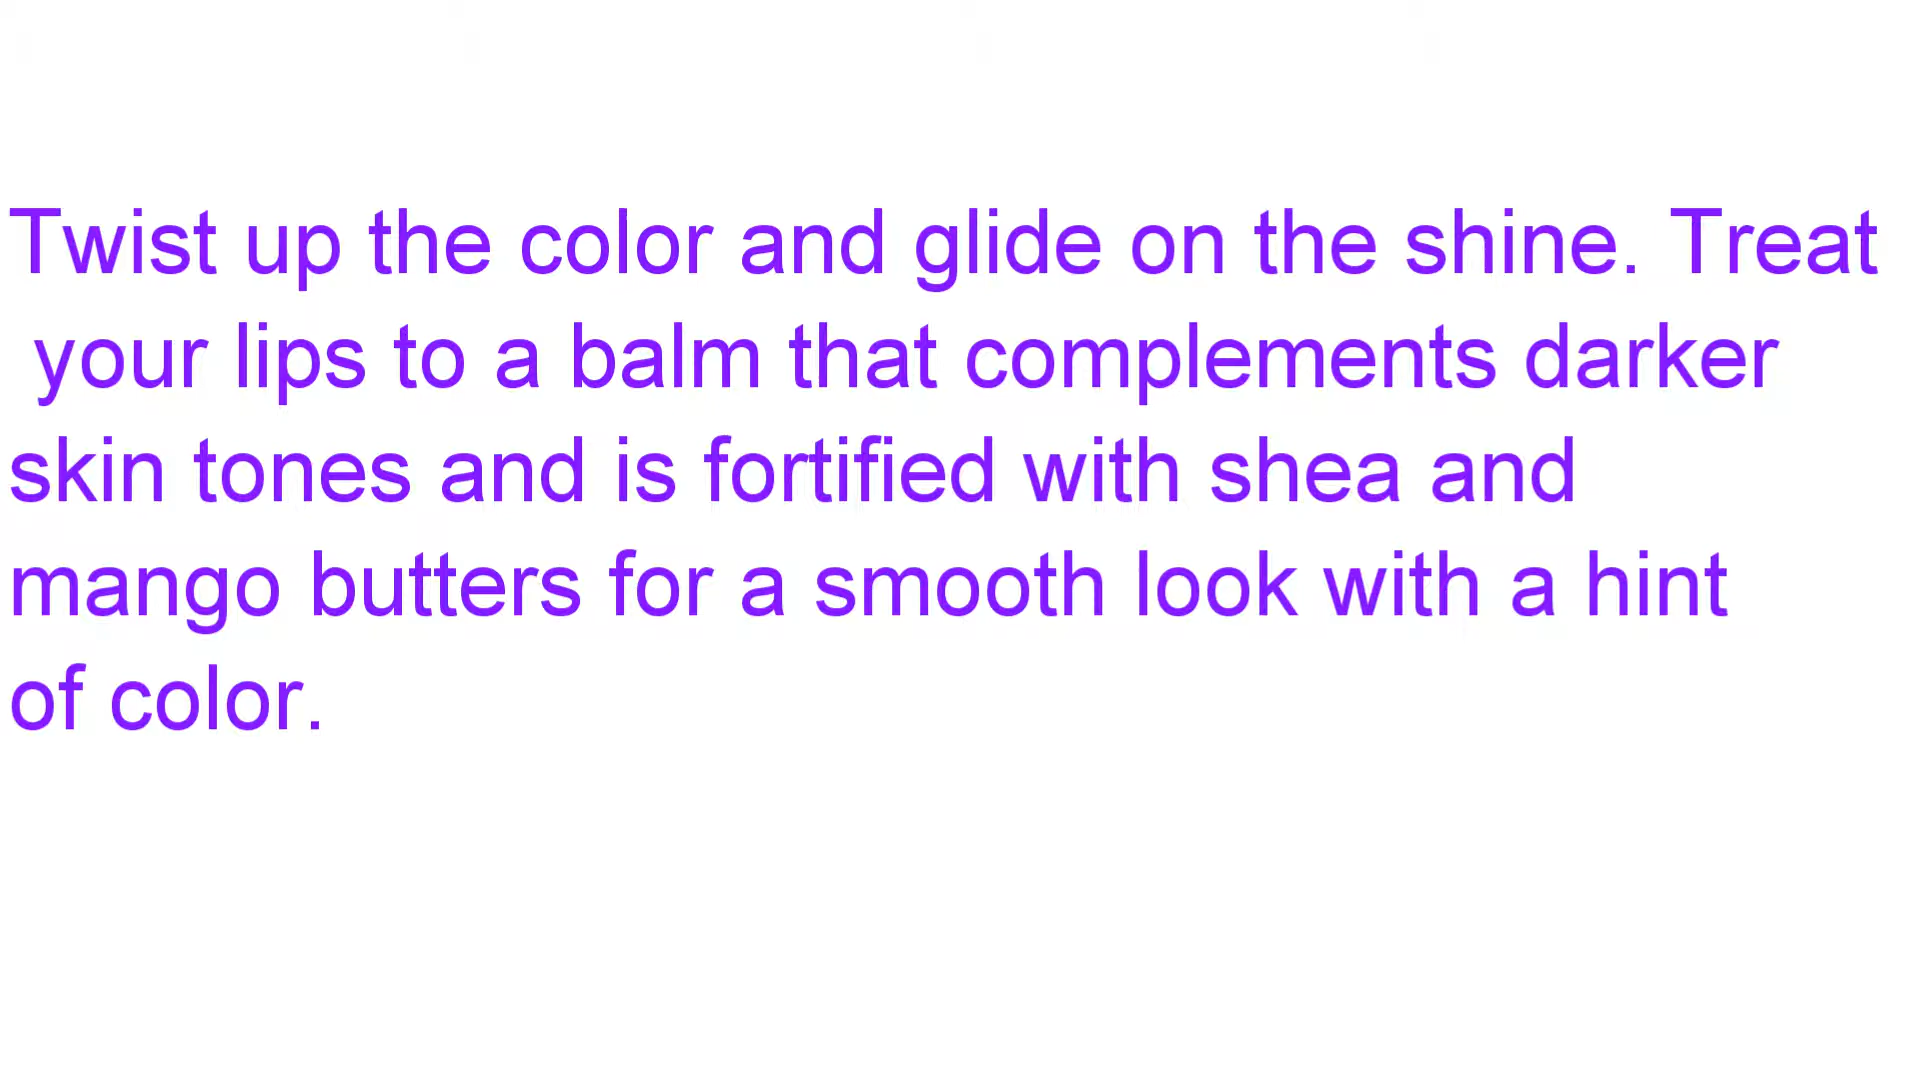 Twist up the color and glide on the shine. Treat
your lips to a balm that complements darker
skin tones and is fortified with shea and
mango butters for a smooth look with a hint
of color.